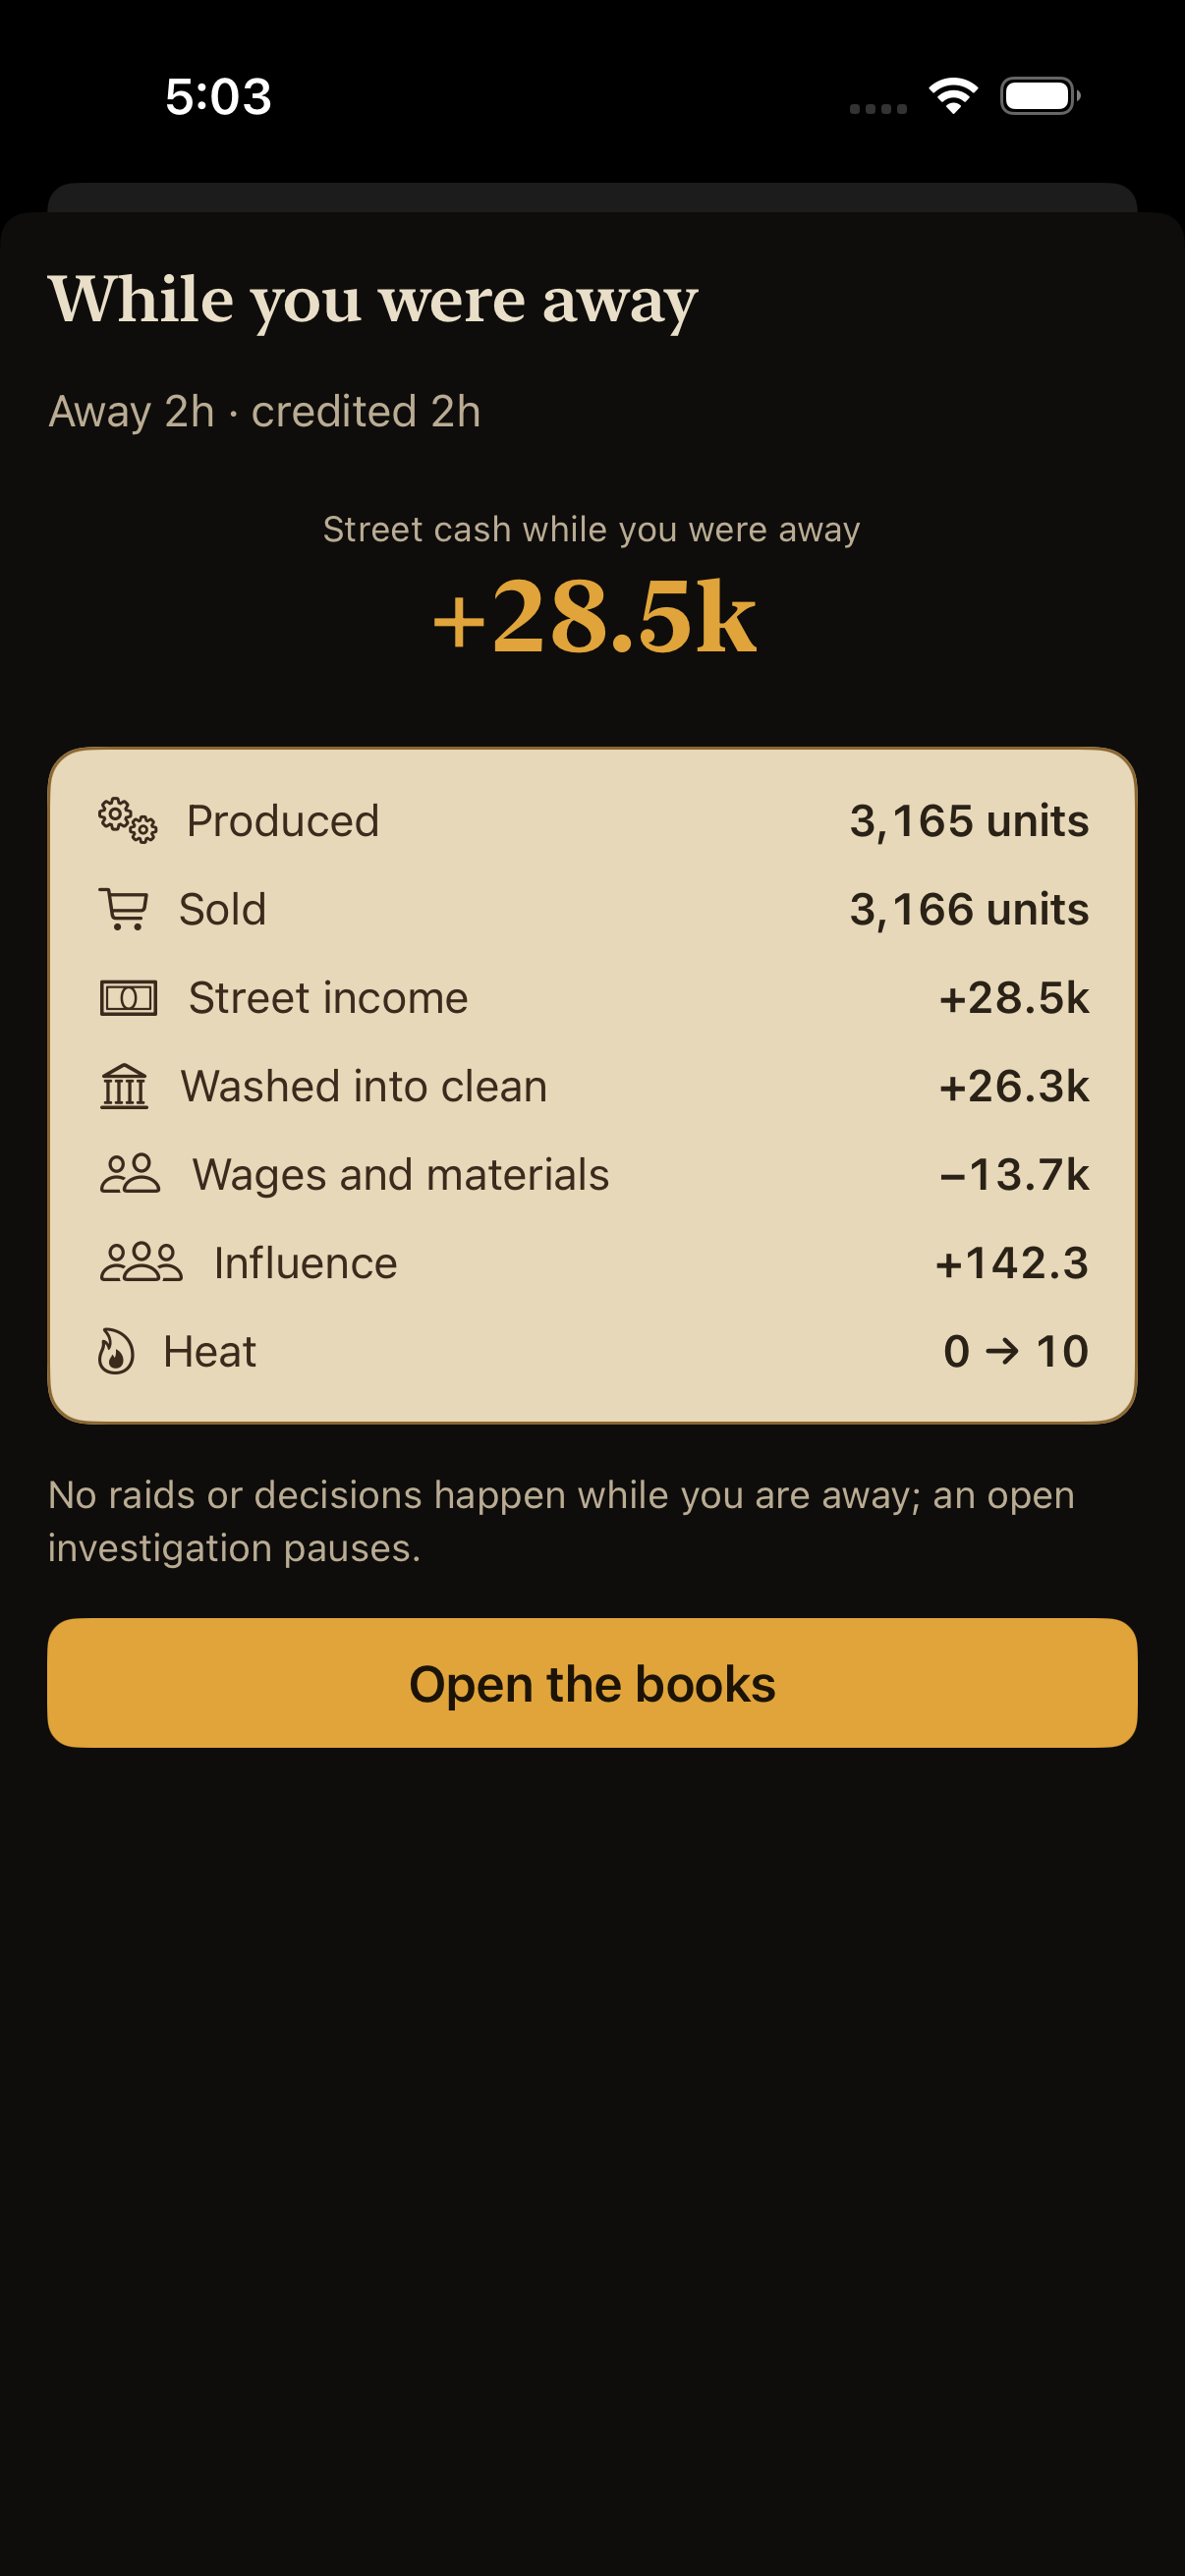 5:03
While you were away
Away 2h · credited 2h
Street cash while you were away
+28.5k
Produced 3,165 units
Sold 3,166 units
Street income +28.5k
Washed into clean +26.3k
Wages and materials −13.7k
Influence +142.3
Heat 0 → 10
No raids or decisions happen while you are away; an open
investigation pauses.
Open the books